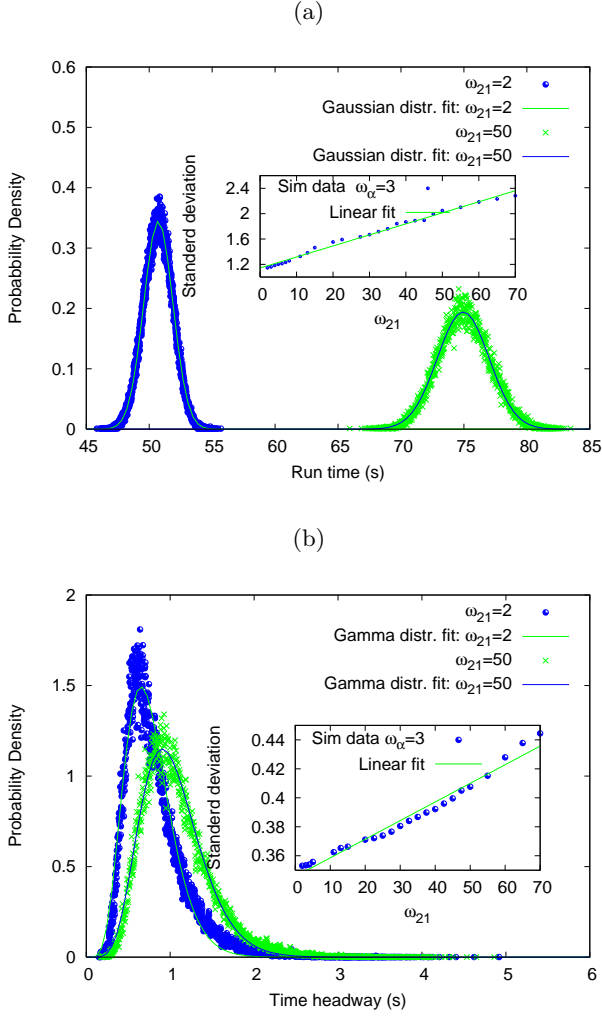 (a)
0.6
0.5
0.4
0.3
0.2
0.1
0
Probabbility Density
ω21=2
Gaussian distr. fit: ω21=2
ω21=50
Gaussian distr. fit: ω21=50
Standerd deviation
2.4
2.0
1.6
1.2
Sim data ωα=3
Linear fit
0 10 20 30 40 50 60 70
ω21
45 50 55 60 65 70 75 80 85
Run time (s)
(b)
2
1.5
1
0.5
0
Probability Density
ω21=2
Gamma distr. fit: ω21=2
ω21=50
Gamma distr. fit: ω21=50
Standerd deviation
0.44
0.42
0.40
0.38
0.36
Sim data ωα=3
Linear fit
0 10 20 30 40 50 60 70
ω21
0 1 2 3 4 5 6
Time headway (s)